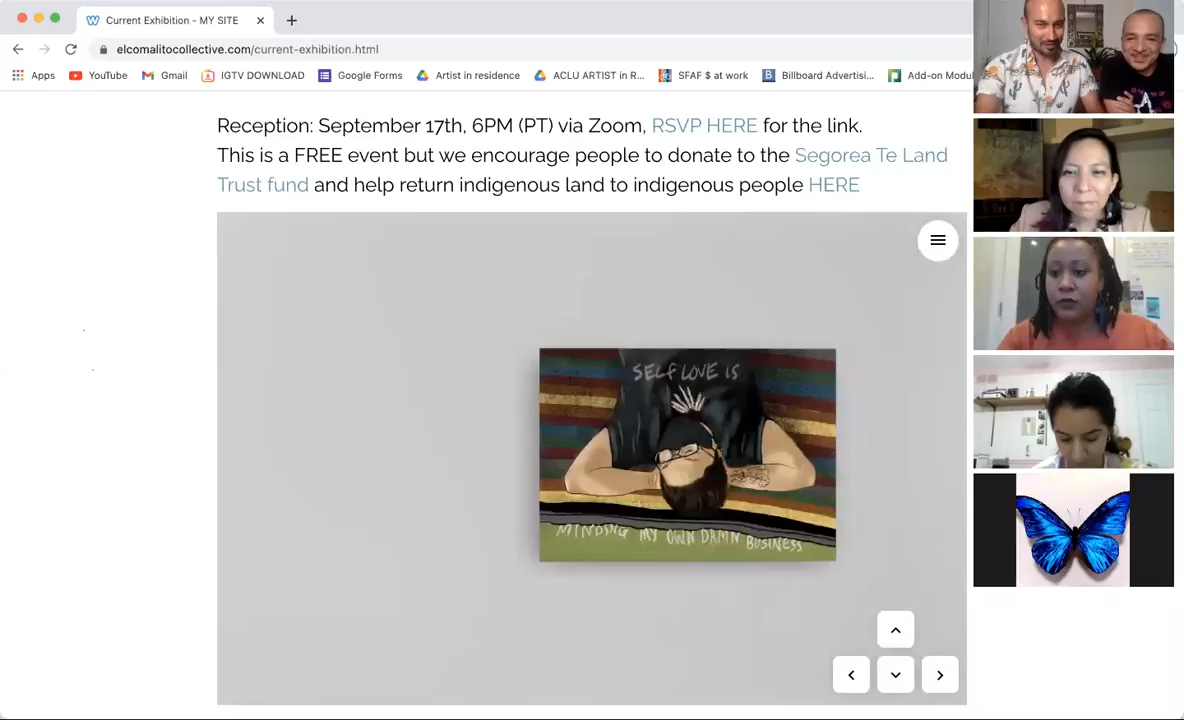 Current Exhibition - MY SITE
elcomalitocollective.com/current-exhibition.html
Apps YouTube Gmail IGTV DOWNLOAD Google Forms Artist in residence ACLU ARTIST in R... SFAF $ at work Billboard Advertisi... Add-on Modul
Reception: September 17th, 6PM (PT) via Zoom, RSVP HERE for the link.
This is a FREE event but we encourage people to donate to the Segorea Te Land
Trust fund and help return indigenous land to indigenous people HERE
SELF LOVE IS
MINDING MY OWN DAMN BUSINESS